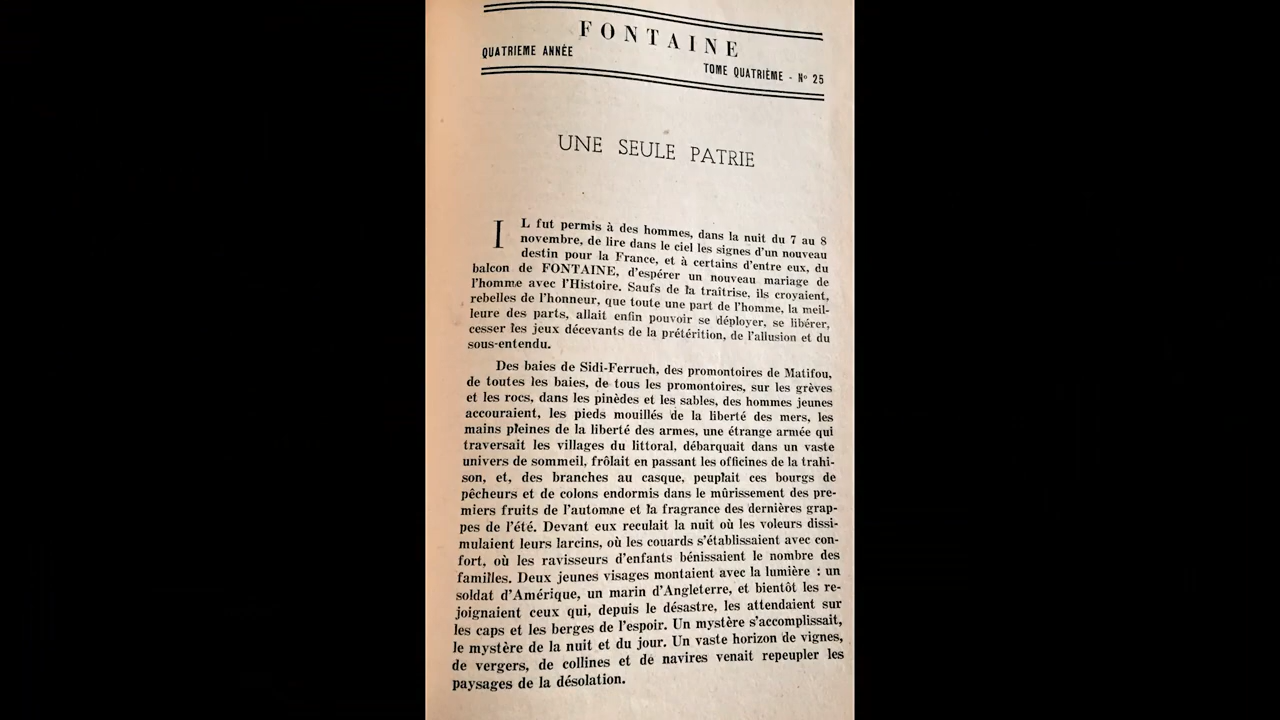 FONTAINE
QUATRIEME ANNÉE
TOME QUATRIÈME - Nº 25
UNE SEULE PATRIE
IL fut permis à des hommes, dans la nuit du 7 au 8
novembre, de lire dans le ciel les signes d'un nouveau
destin pour la France, et à certains d'entre eux, du
balcon de FONTAINE, d'espérer un nouveau mariage de
l'homme avec l'Histoire. Saufs de la traîtrise, ils croyaient,
rebelles de l'honneur, que toute une part de l'homme, la meil-
leure des parts, allait enfin pouvoir se déployer, se libérer,
cesser les jeux décevants de la prétérition, de l'allusion et du
sous-entendu.
Des baies de Sidi-Ferruch, des promontoires de Matifou,
de toutes les baies, de tous les promontoires, sur les grèves
et les rocs, dans les pinèdes et les sables, des hommes jeunes
accouraient, les pieds mouillés de la liberté des mers, les
mains pleines de la liberté des armes, une étrange armée qui
traversait les villages du littoral, débarquait dans un vaste
univers de sommeil, frôlait en passant les officines de la trahi-
son, et, des branches au casque, peuplait ces bourgs de
pêcheurs et de colons endormis dans le mûrissement des pre-
miers fruits de l'automne et la fragrance des dernières grap-
pes de l'été. Devant eux reculait la nuit où les voleurs dissi-
mulaient leurs larcins, où les couards s'établissaient avec con-
fort, où les ravisseurs d'enfants bénissaient le nombre des
familles. Deux jeunes visages montaient avec la lumière : un
soldat d'Amérique, un marin d'Angleterre, et bientôt les re-
joignaient ceux qui, depuis le désastre, les attendaient sur
les caps et les berges de l'espoir. Un mystère s'accomplissait,
le mystère de la nuit et du jour. Un vaste horizon de vignes,
de vergers, de collines et de navires venait repeupler les
paysages de la désolation.